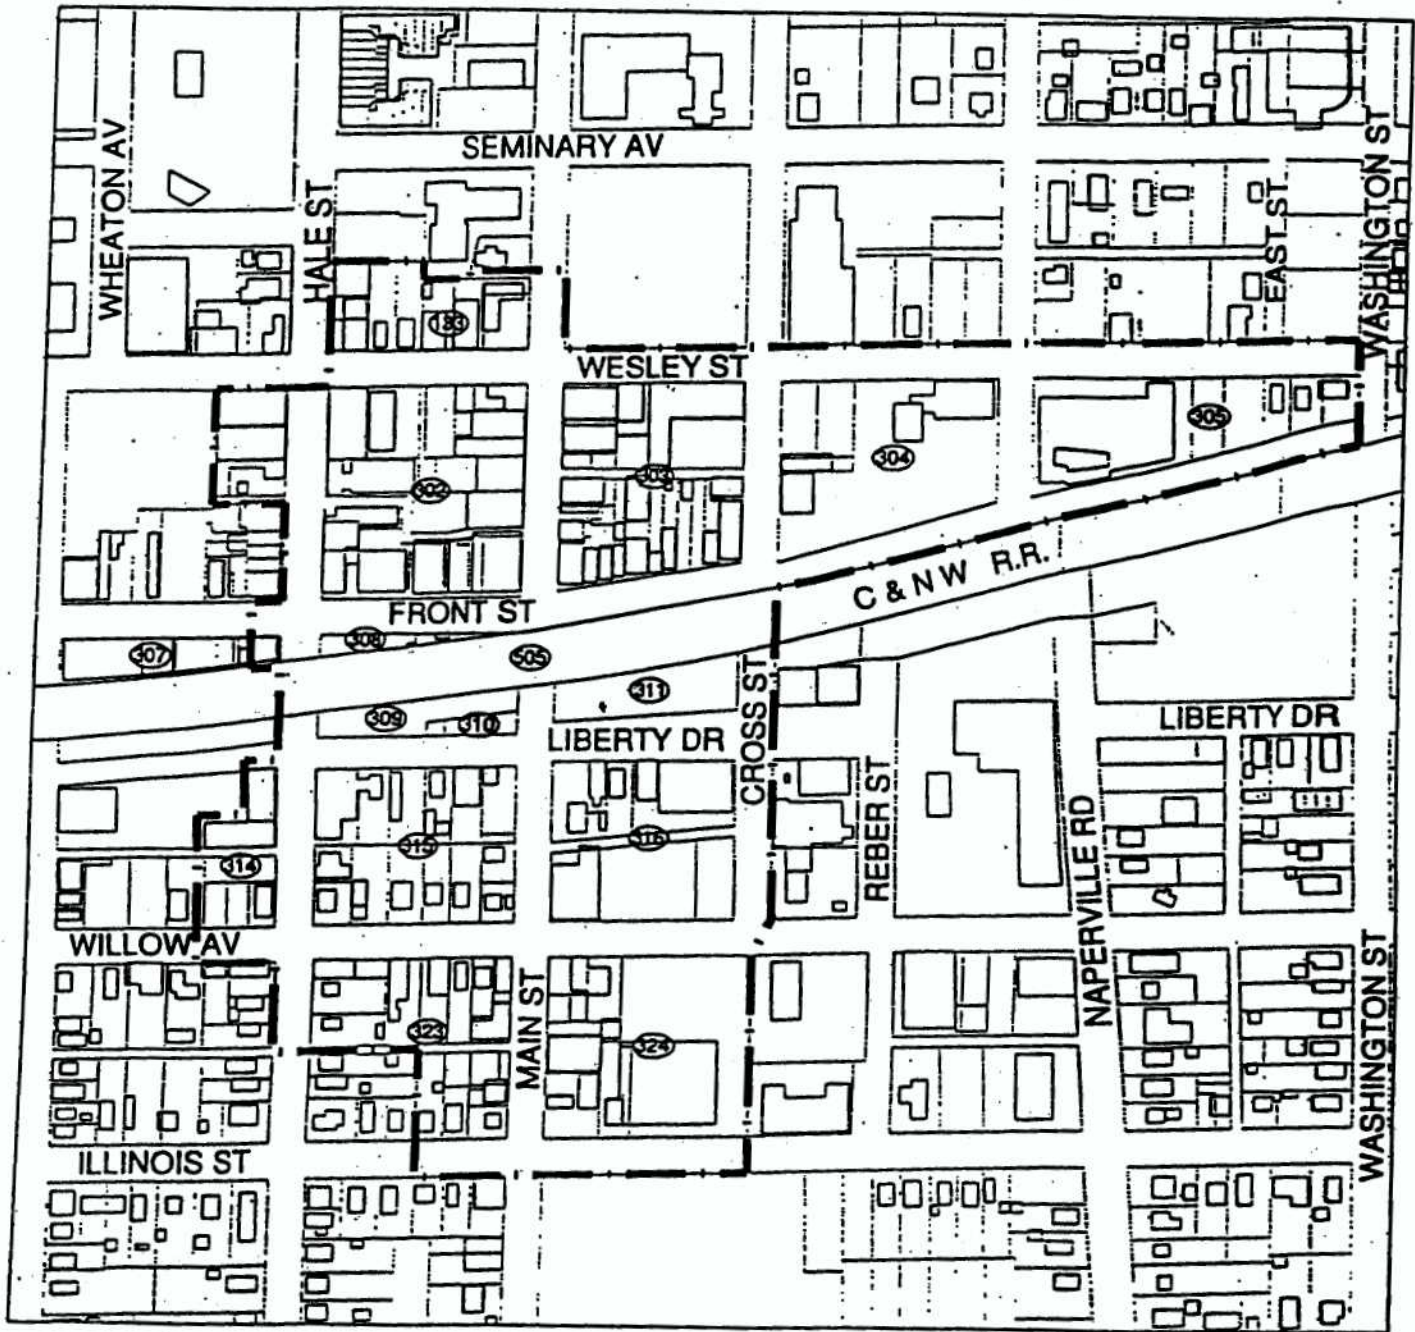 SEMINARY AV
WHEATON AV
HALE ST
EAST ST
WASHINGTON ST
WESLEY ST
305
304
303
302
C & N W R.R.
FRONT ST
308
307
505
311
309
310
LIBERTY DR
CROSS ST
LIBERTY DR
REBER ST
NAPERVILLE RD
315
316
314
WILLOW AV
MAIN ST
323
324
WASHINGTON ST
ILLINOIS ST